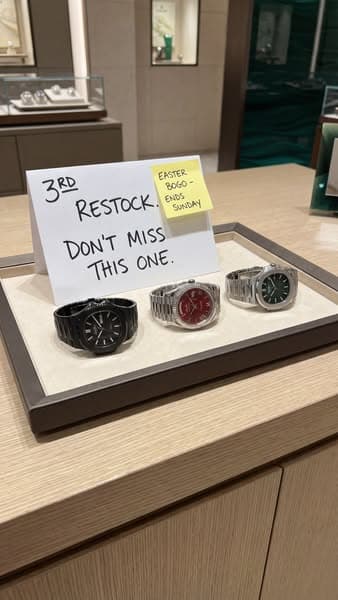 3RD
RESTOCK.
DON'T MISS
THIS ONE.
EASTER
BOGO -
ENDS
SUNDAY